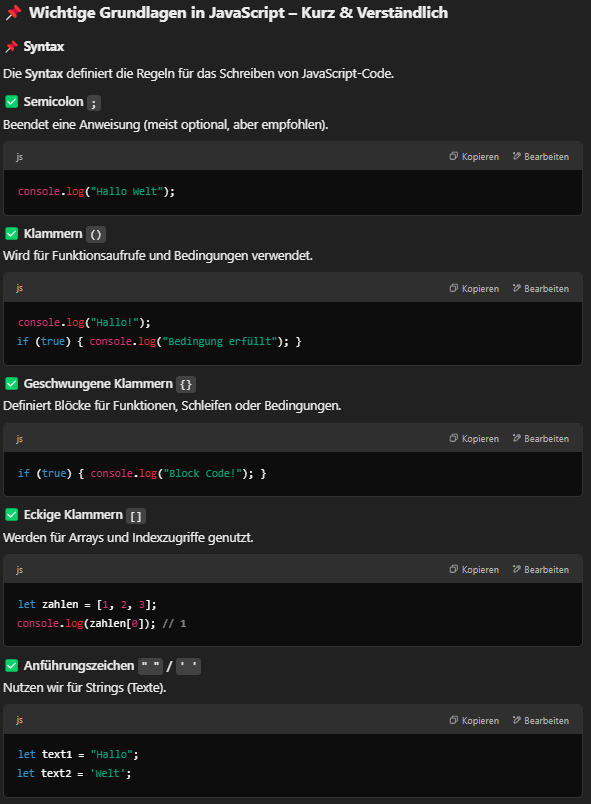 📌 Wichtige Grundlagen in JavaScript – Kurz & Verständlich
📌 Syntax
Die Syntax definiert die Regeln für das Schreiben von JavaScript-Code.
✅ Semicolon ;
Beendet eine Anweisung (meist optional, aber empfohlen).
js Kopieren Bearbeiten
console.log("Hallo Welt");
✅ Klammern ()
Wird für Funktionsaufrufe und Bedingungen verwendet.
js Kopieren Bearbeiten
console.log("Hallo!");
if (true) { console.log("Bedingung erfüllt"); }
✅ Geschwungene Klammern {}
Definiert Blöcke für Funktionen, Schleifen oder Bedingungen.
js Kopieren Bearbeiten
if (true) { console.log("Block Code!"); }
✅ Eckige Klammern []
Werden für Arrays und Indexzugriffe genutzt.
js Kopieren Bearbeiten
let zahlen = [1, 2, 3];
console.log(zahlen[0]); // 1
✅ Anführungszeichen " " / ' '
Nutzen wir für Strings (Texte).
js Kopieren Bearbeiten
let text1 = "Hallo";
let text2 = 'Welt';